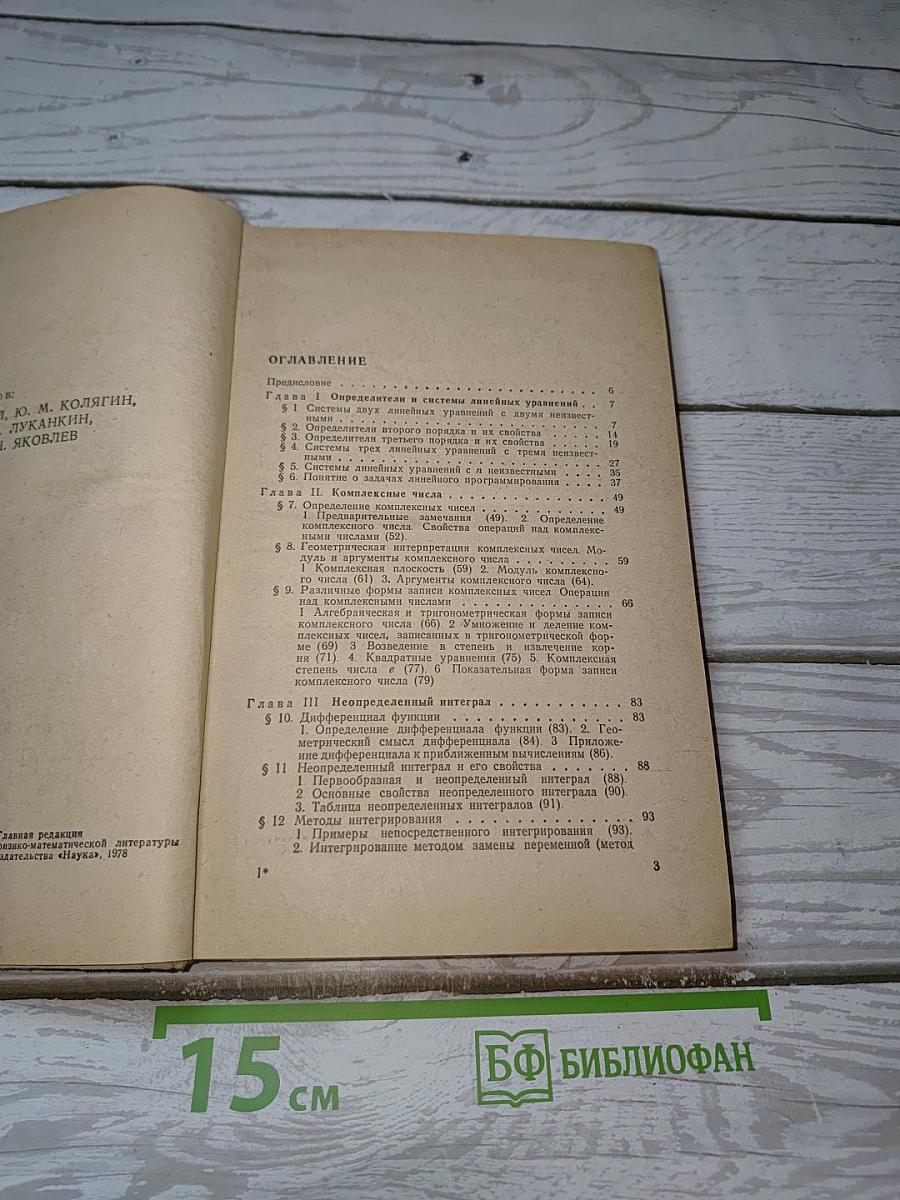 Ю. М. КОЛЯГИН,
ЛУКАНКИН,
ЯКОВЛЕВ
Главная редакция
физико-математической литературы
издательства «Наука», 1978
ОГЛАВЛЕНИЕ
Предисловие . . . . . . . . . . . . . . . . . . . . 6
Глава I Определители и системы линейных уравнений . . 7
§ 1 Системы двух линейных уравнений с двумя неизвест-
ными . . . . . . . . . . . . . . . . . . . . 7
§ 2. Определители второго порядка и их свойства . . . . . 14
§ 3. Определители третьего порядка и их свойства . . . . . 19
§ 4. Системы трех линейных уравнений с тремя неизвест-
ными . . . . . . . . . . . . . . . . . . . . 27
§ 5. Системы линейных уравнений с n неизвестными . . . . 35
§ 6. Понятие о задачах линейного программирования . . . . 37
Глава II. Комплексные числа . . . . . . . . . . . . . 49
§ 7. Определение комплексных чисел . . . . . . . . . . . 49
1. Предварительные замечания (49). 2. Определение
комплексного числа. Свойства операций над комплекс-
ными числами (52).
§ 8. Геометрическая интерпретация комплексных чисел. Мо-
дуль и аргументы комплексного числа . . . . . . . . . 59
1 Комплексная плоскость (59) 2. Модуль комплексно-
го числа (61) 3. Аргументы комплексного числа (64).
§ 9. Различные формы записи комплексных чисел Операции
над комплексными числами . . . . . . . . . . . . . . 66
1 Алгебраическая и тригонометрическая формы записи
комплексного числа (66). 2 Умножение и деление ком-
плексных чисел, записанных в тригонометрической фор-
ме (69) 3 Возведение в степень и извлечение кор-
ня (71). 4. Квадратные уравнения (75) 5. Комплексная
степень числа e (77). 6 Показательная форма записи
комплексного числа (79)
Глава III Неопределенный интеграл . . . . . . . . . . . 83
§ 10. Дифференциал функции . . . . . . . . . . . . . . 83
1. Определение дифференциала функции (83). 2. Гео-
метрический смысл дифференциала (84). 3 Приложе-
ние дифференциала к приближенным вычислениям (86).
§ 11 Неопределенный интеграл и его свойства . . . . . . . 88
1 Первообразная и неопределенный интеграл (88).
2. Основные свойства неопределенного интеграла (90).
3. Таблица неопределенных интегралов (91).
§ 12 Методы интегрирования . . . . . . . . . . . . . . 93
1 Примеры непосредственного интегрирования (93).
2. Интегрирование методом замены переменной (метод
1* 3
15 см
БФ БИБЛИОФАН